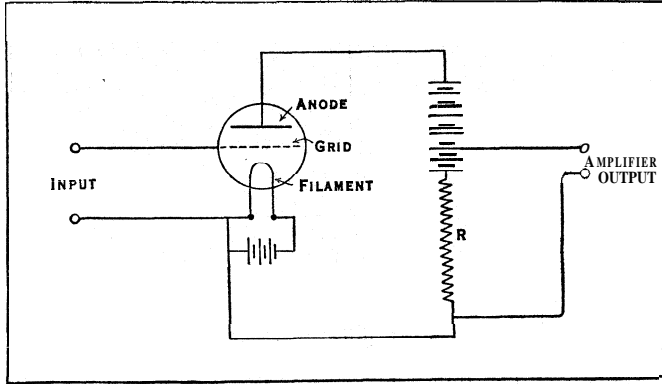 ANODE
GRID
FILAMENT
INPUT
AMPLIFIER
OUTPUT
R